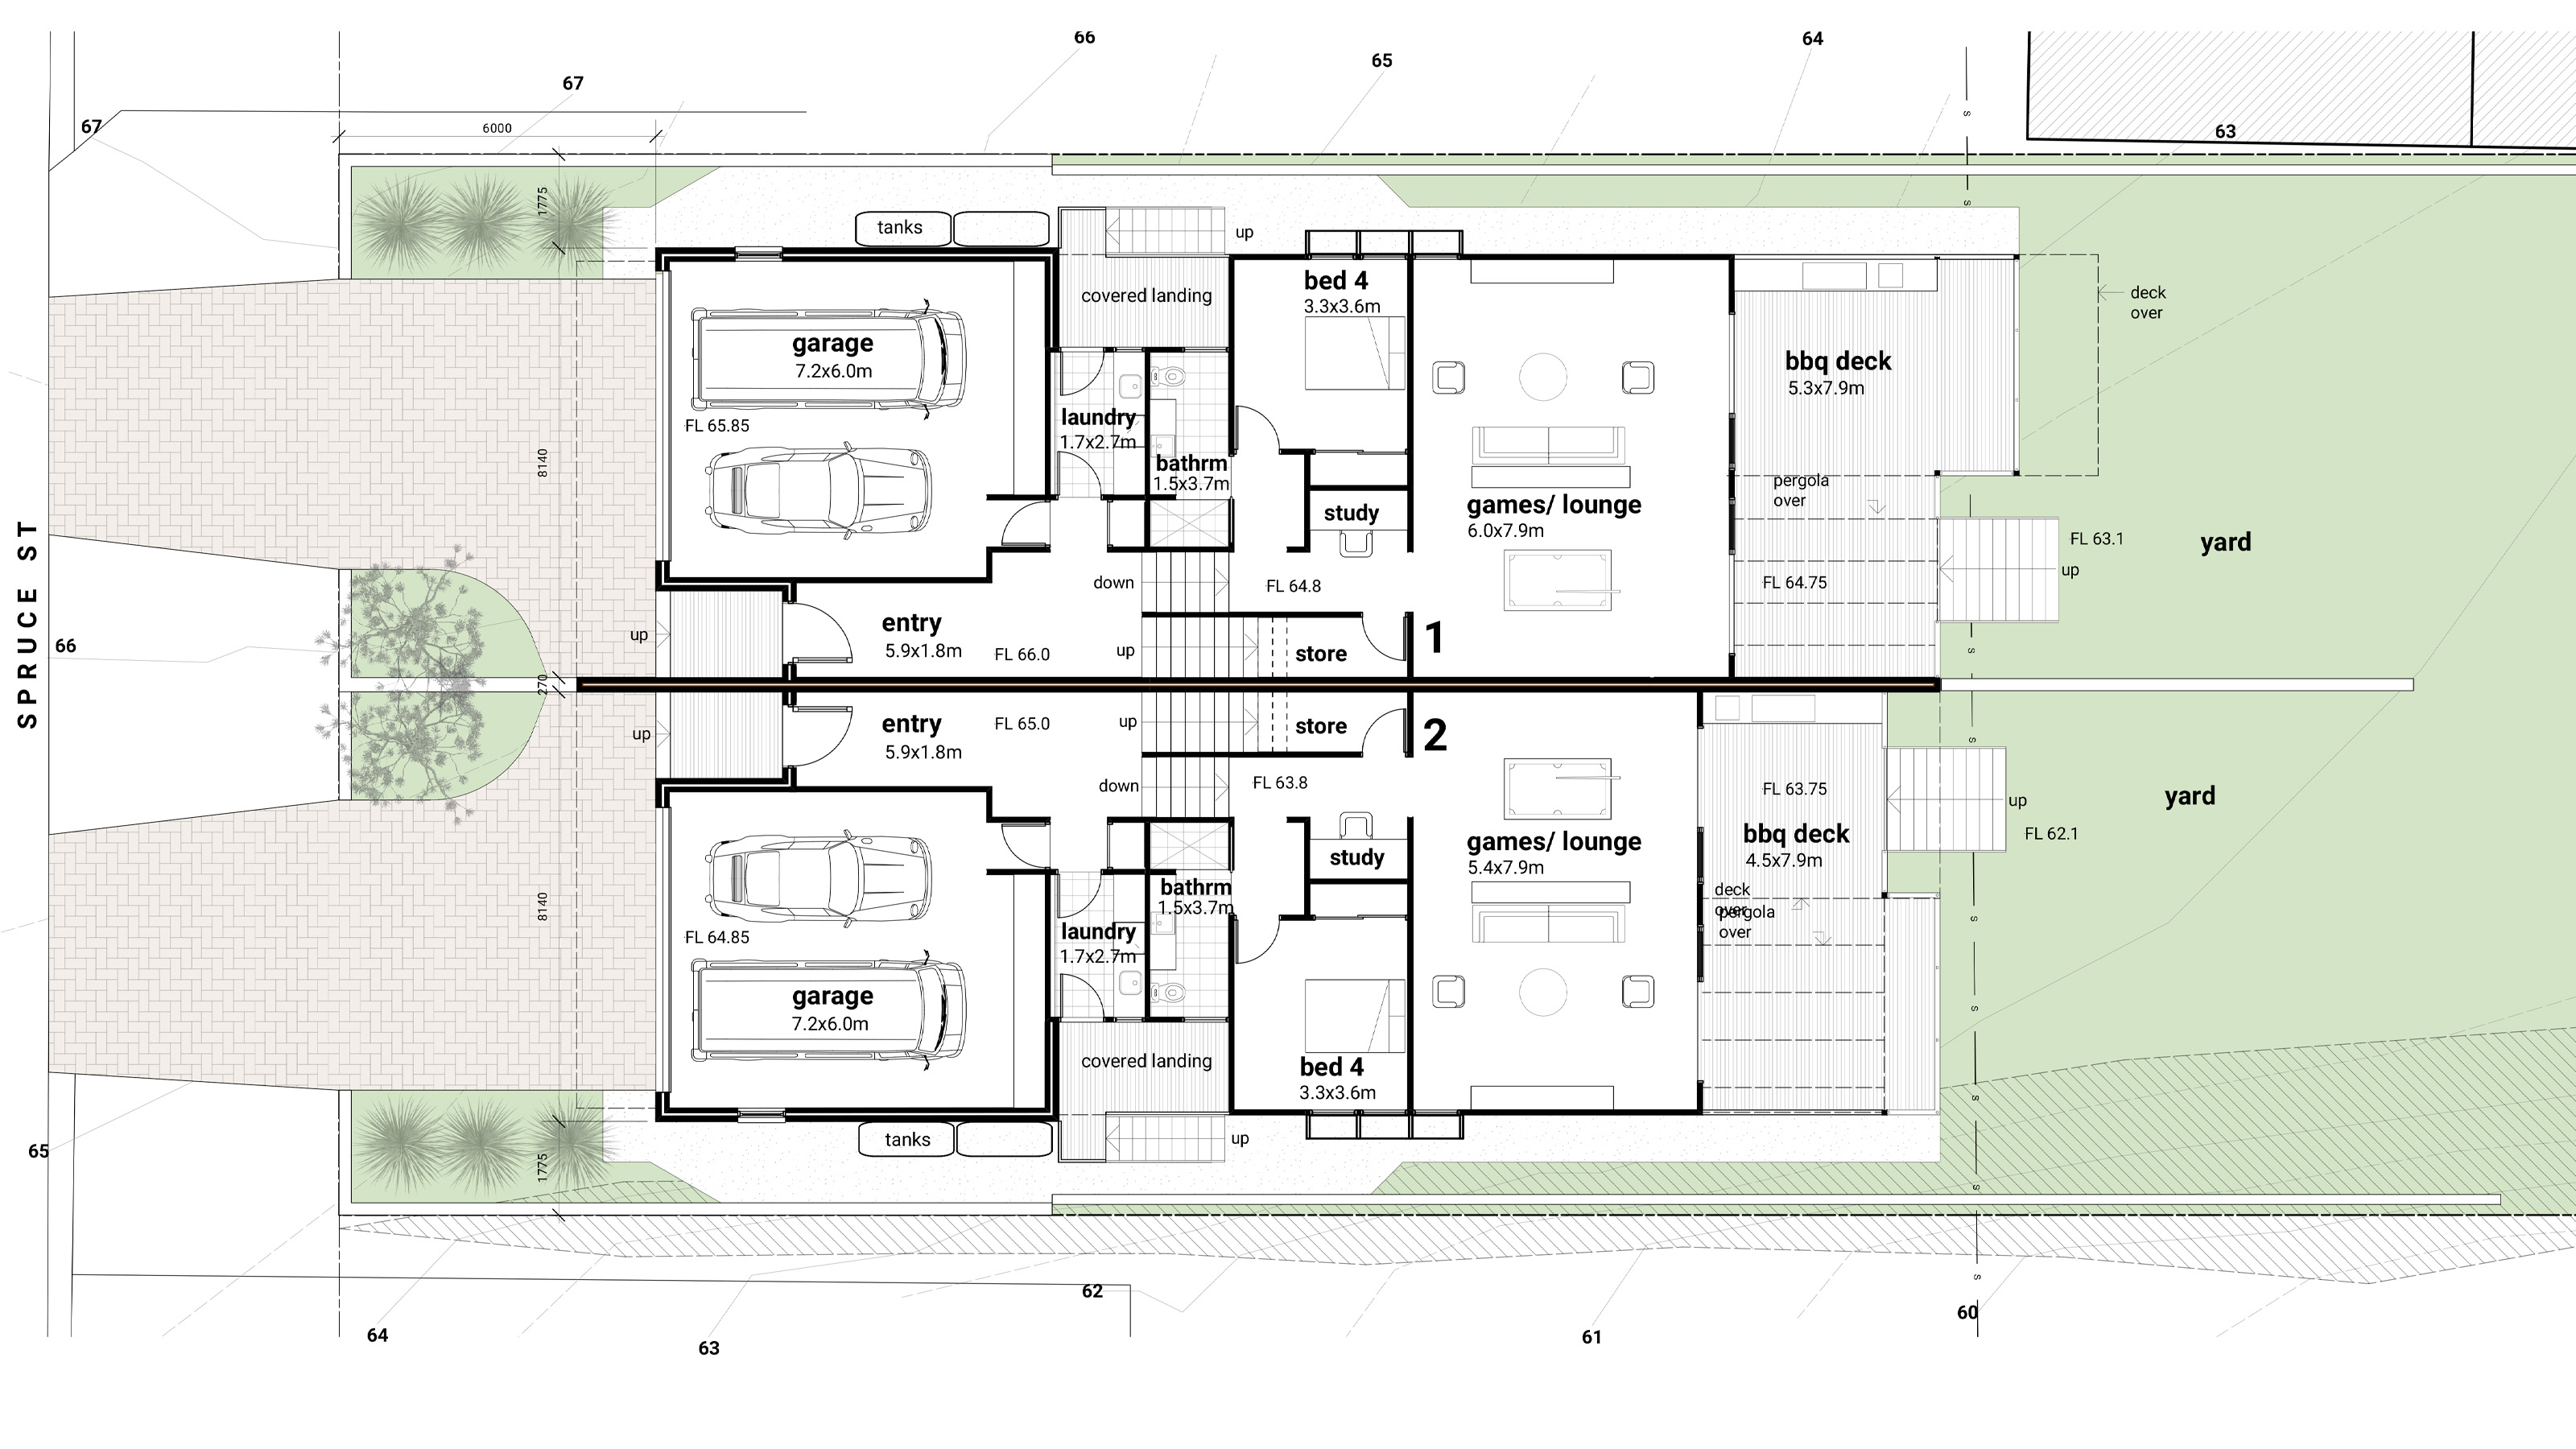 66
65
64
67
63
67
6000
1775
tanks
up
covered landing
bed 4
3.3x3.6m
deck
over
garage
7.2x6.0m
bbq deck
5.3x7.9m
FL 65.85
laundry
1.7x2.7m
8140
bathrm
1.5x3.7m
pergola
over
games/ lounge
6.0x7.9m
study
SPRUCE ST
FL 63.1
yard
up
down
FL 64.8
FL 64.75
entry
5.9x1.8m
FL 66.0
up
up
store
1
66
270
entry
5.9x1.8m
FL 65.0
up
up
store
2
down
FL 63.8
FL 63.75
up
yard
FL 62.1
bbq deck
4.5x7.9m
games/ lounge
5.4x7.9m
study
bathrm
1.5x3.7m
deck
over
pergola
over
8140
FL 64.85
laundry
1.7x2.7m
garage
7.2x6.0m
covered landing
bed 4
3.3x3.6m
tanks
up
65
1775
62
60
64
63
61
s
s
s
s
s
s
s
s
s